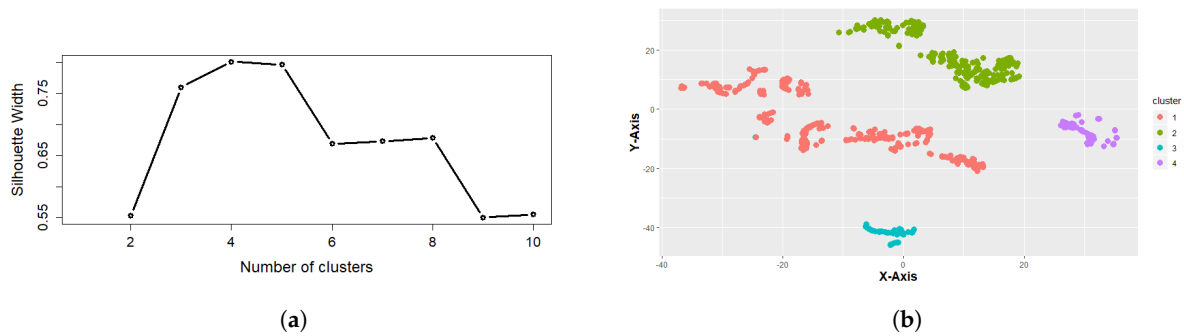 Silhouette Width
0.75
0.65
0.55
2
4
6
8
10
Number of clusters
(a)
Y-Axis
20
0
-20
-40
-40
-20
0
20
X-Axis
cluster
1
2
3
4
(b)